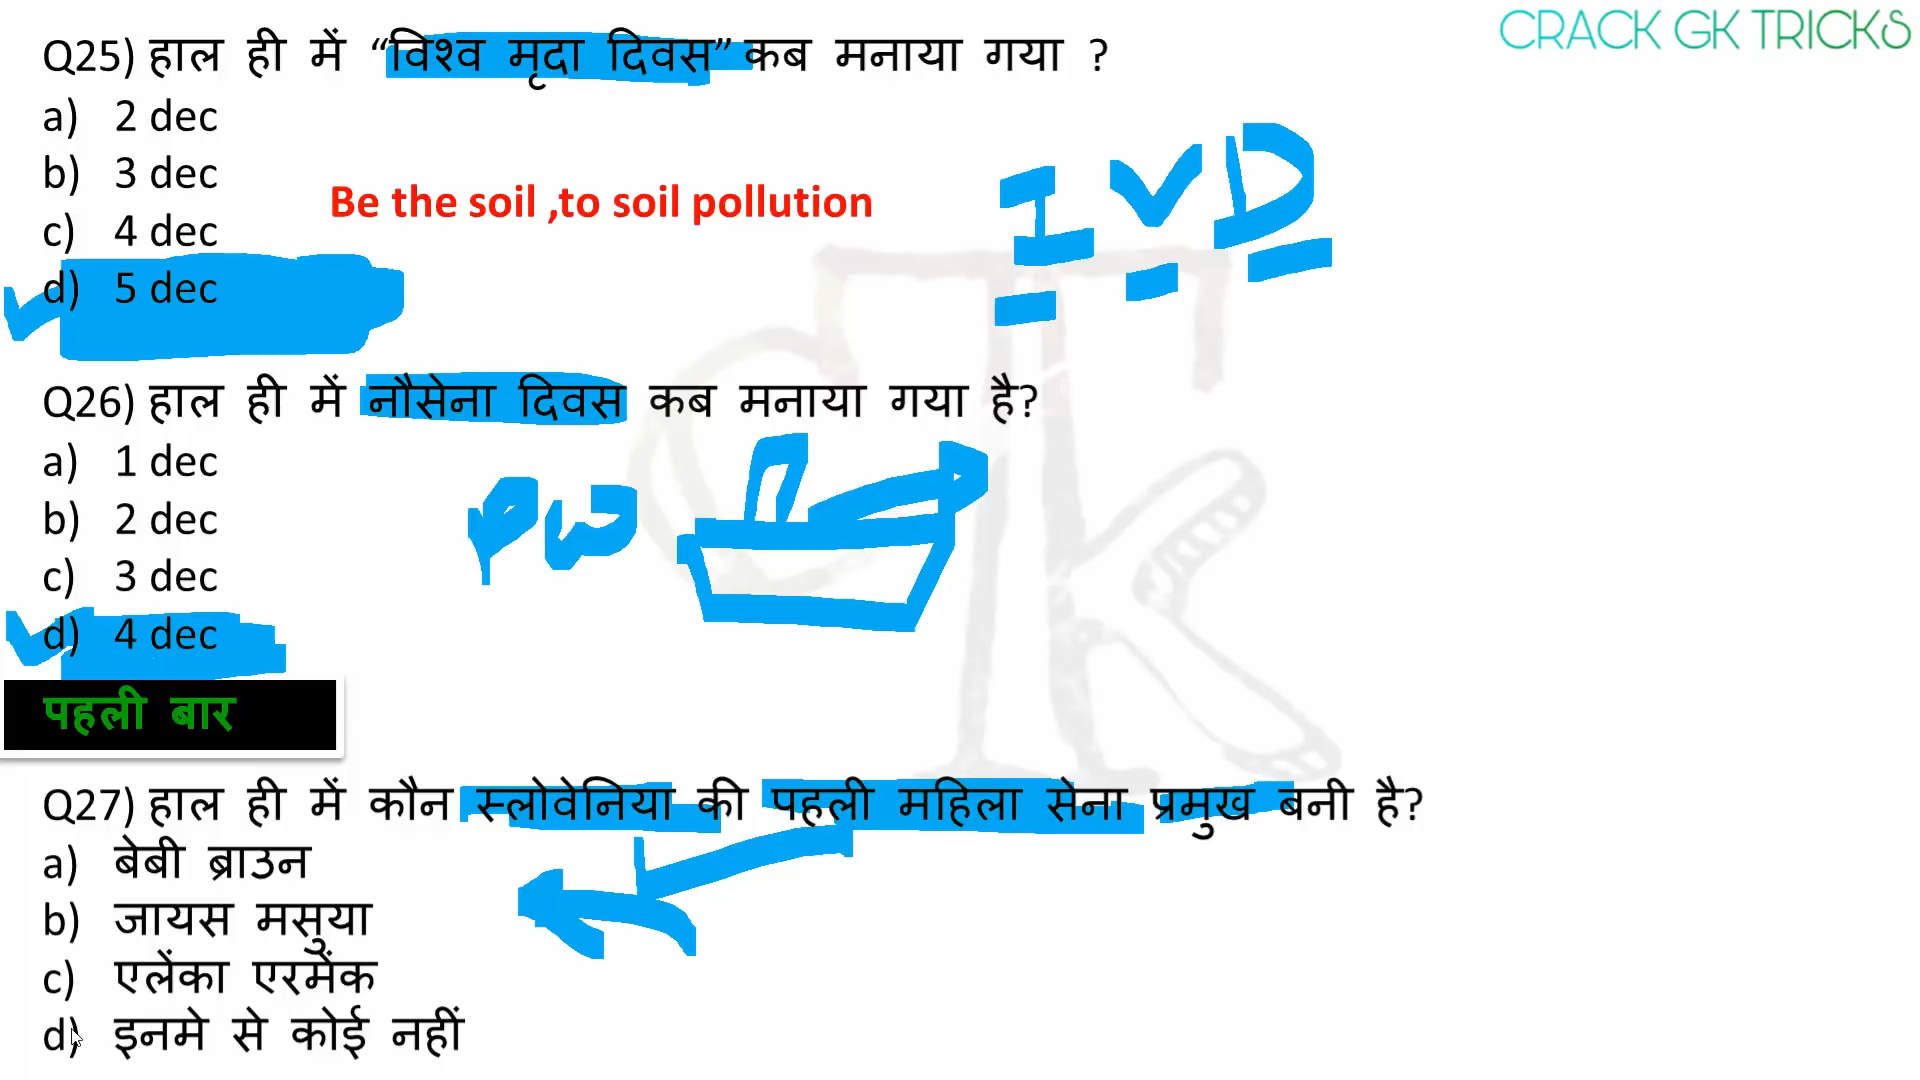 CRACK GK TRICKS
Q25) हाल ही में “विश्व मृदा दिवस” कब मनाया गया ?
a) 2 dec
b) 3 dec
c) 4 dec
d) 5 dec
Be the soil ,to soil pollution
I V D
Q26) हाल ही में नौसेना दिवस कब मनाया गया है?
a) 1 dec
b) 2 dec
c) 3 dec
d) 4 dec
पहली बार
Q27) हाल ही में कौन स्लोवेनिया की पहली महिला सेना प्रमुख बनी है?
a) बेबी ब्राउन
b) जायस मसुया
c) एलेंका एरमेंक
d) इनमे से कोई नहीं